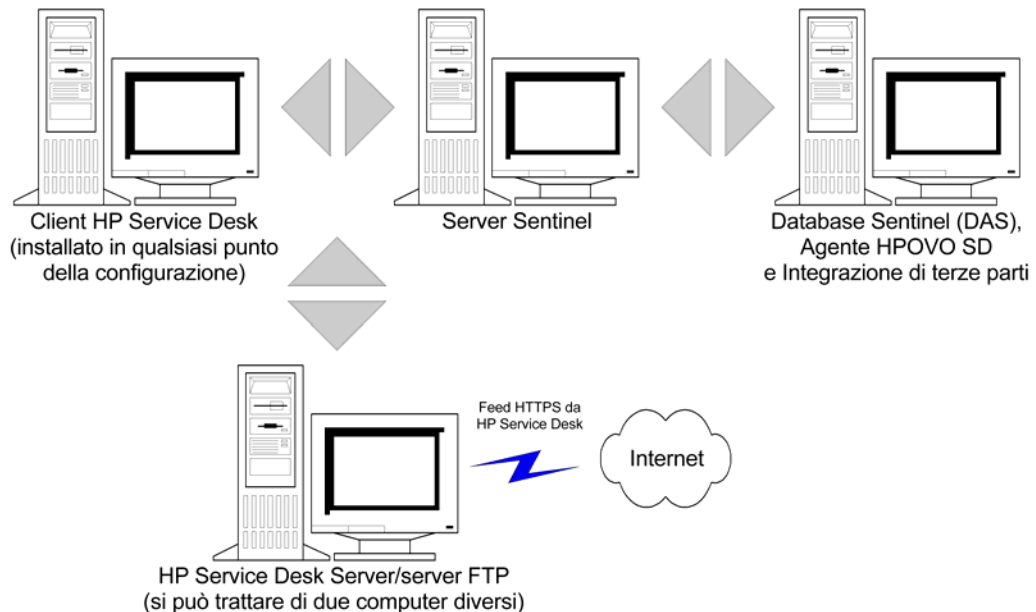 Client HP Service Desk
(installato in qualsiasi punto
della configurazione)
Server Sentinel
Database Sentinel (DAS),
Agente HPOVO SD
e Integrazione di terze parti
Feed HTTPS da
HP Service Desk
Internet
HP Service Desk Server/server FTP
(si può trattare di due computer diversi)